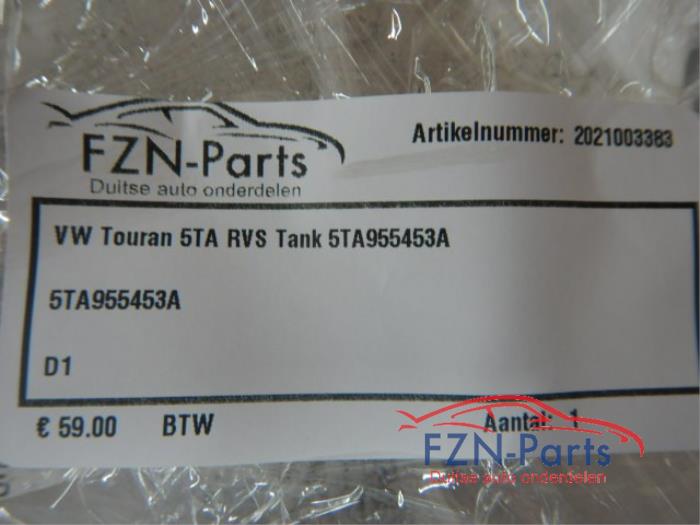 FZN-Parts
Duitse auto onderdelen
Artikelnummer: 2021003383
VW Touran 5TA RVS Tank 5TA955453A
5TA955453A
D1
€ 59.00 BTW
Aantal: 1
FZN-Parts
Duitse auto onderdelen